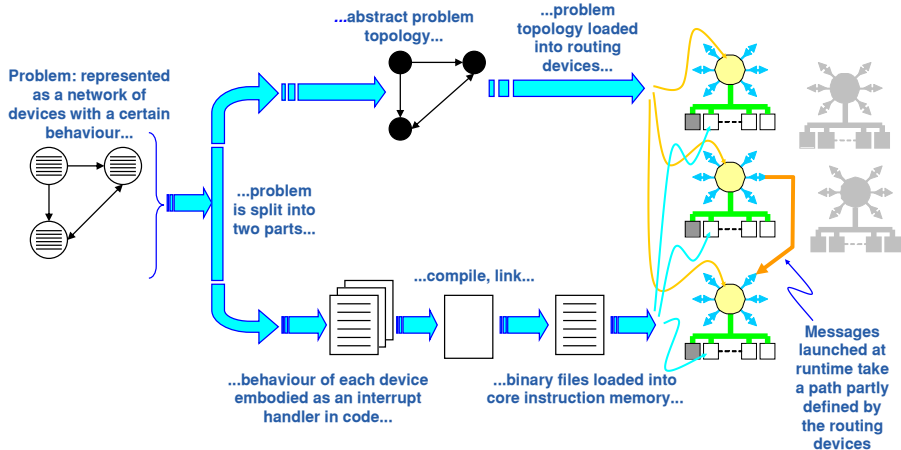 Problem: represented
as a network of
devices with a certain
behaviour...
...problem
is split into
two parts...
...abstract problem
topology...
...problem
topology loaded
into routing
devices...
...behaviour of each device
embodied as an interrupt
handler in code...
...compile, link...
...binary files loaded into
core instruction memory...
Messages
launched at
runtime take
a path partly
defined by
the routing
devices